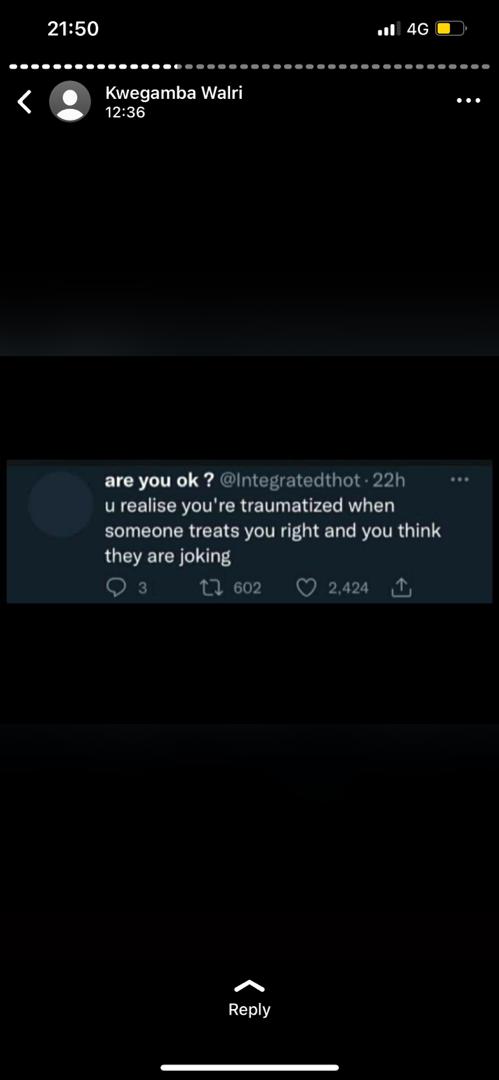 21:50 4G
Kwegamba Walri
12:36
are you ok ? @Integratedthot · 22h
u realise you're traumatized when
someone treats you right and you think
they are joking
3 602 2,424
Reply